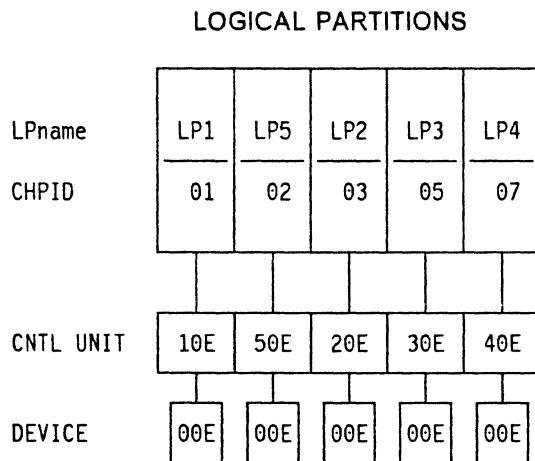 LOGICAL PARTITIONS
LPname LP1 LP5 LP2 LP3 LP4
CHPID 01 02 03 05 07
CNTL UNIT 10E 50E 20E 30E 40E
DEVICE 00E 00E 00E 00E 00E